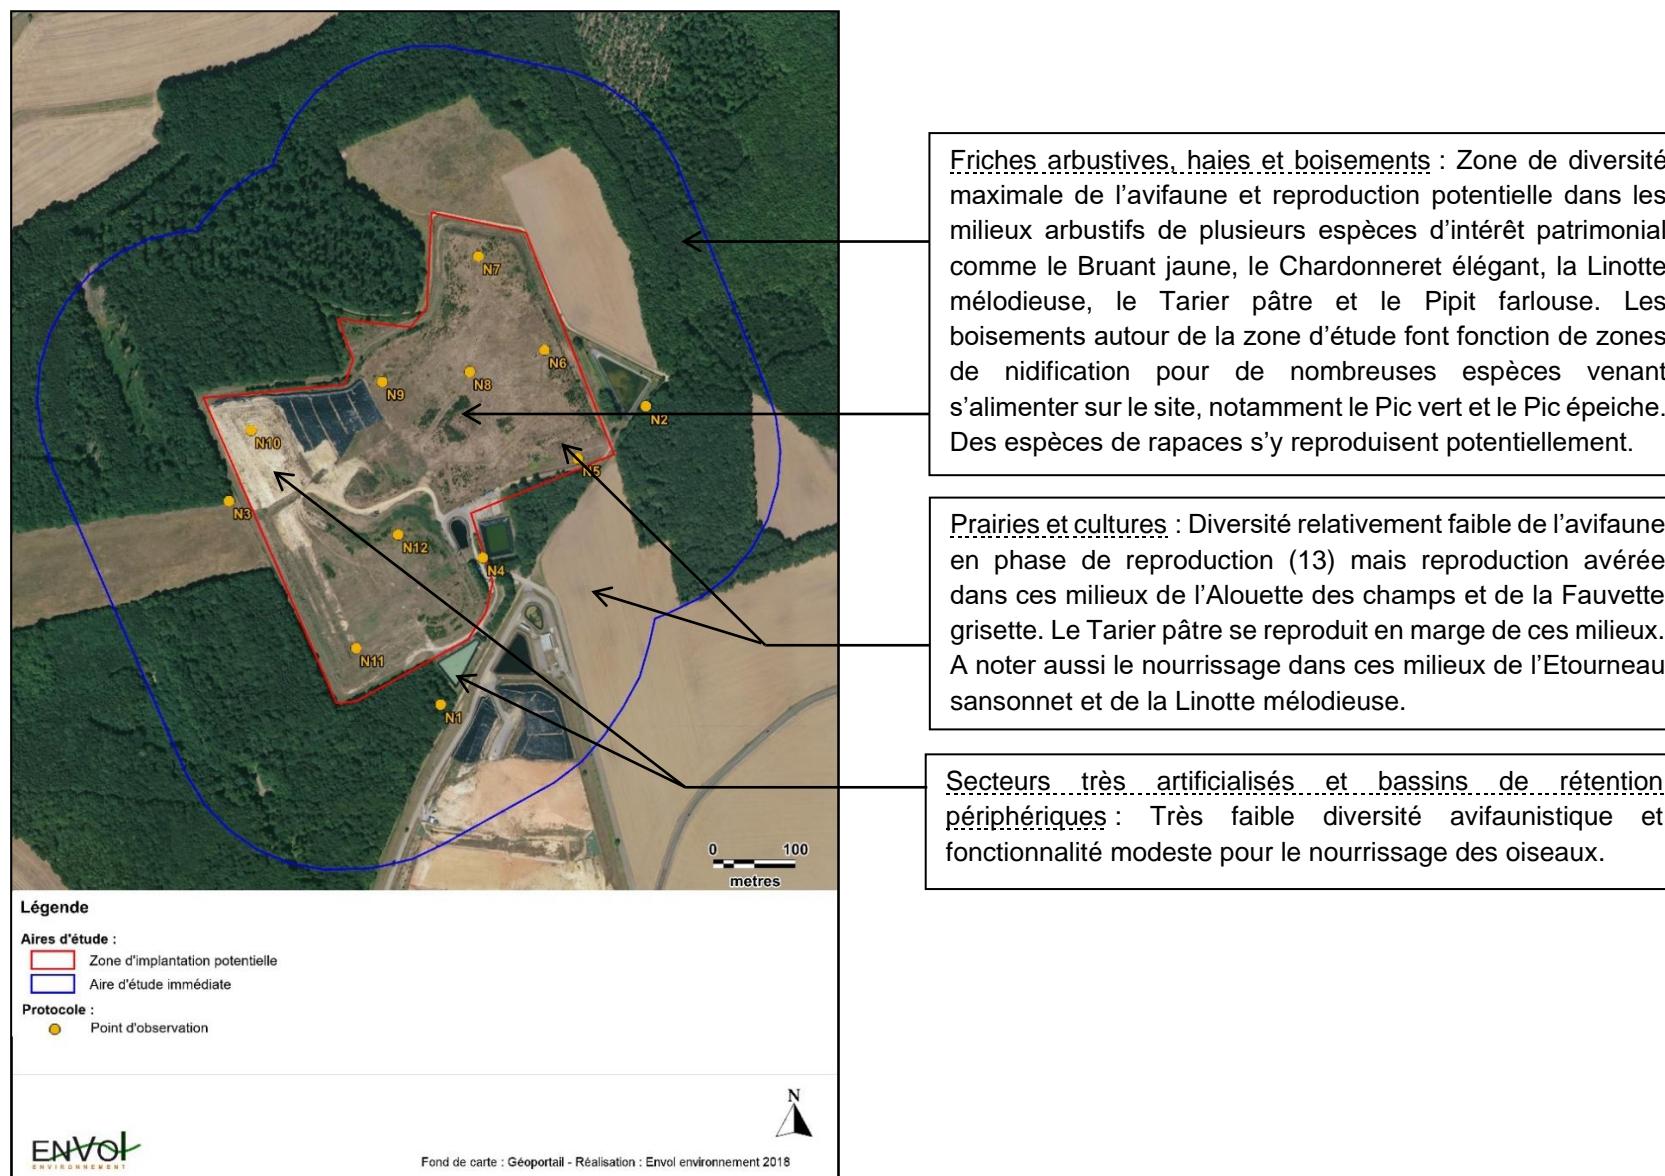 N7
N6
N8
N9
N2
N10
N5
N3
N12
N4
N11
N1
0 100
metres
Friches arbustives, haies et boisements : Zone de diversité
maximale de l'avifaune et reproduction potentielle dans les
milieux arbustifs de plusieurs espèces d'intérêt patrimonial
comme le Bruant jaune, le Chardonneret élégant, la Linotte
mélodieuse, le Tarier pâtre et le Pipit farlouse. Les
boisements autour de la zone d'étude font fonction de zones
de nidification pour de nombreuses espèces venant
s'alimenter sur le site, notamment le Pic vert et le Pic épeiche.
Des espèces de rapaces s'y reproduisent potentiellement.
Prairies et cultures : Diversité relativement faible de l'avifaune
en phase de reproduction (13) mais reproduction avérée
dans ces milieux de l'Alouette des champs et de la Fauvette
grisette. Le Tarier pâtre se reproduit en marge de ces milieux.
A noter aussi le nourrissage dans ces milieux de l'Etourneau
sansonnet et de la Linotte mélodieuse.
Secteurs très artificialisés et bassins de rétention
périphériques : Très faible diversité avifaunistique et
fonctionnalité modeste pour le nourrissage des oiseaux.
Légende
Aires d'étude :
Zone d'implantation potentielle
Aire d'étude immédiate
Protocole :
Point d'observation
N
ENVOl
ENVIRONNEMENT
Fond de carte : Géoportail - Réalisation : Envol environnement 2018